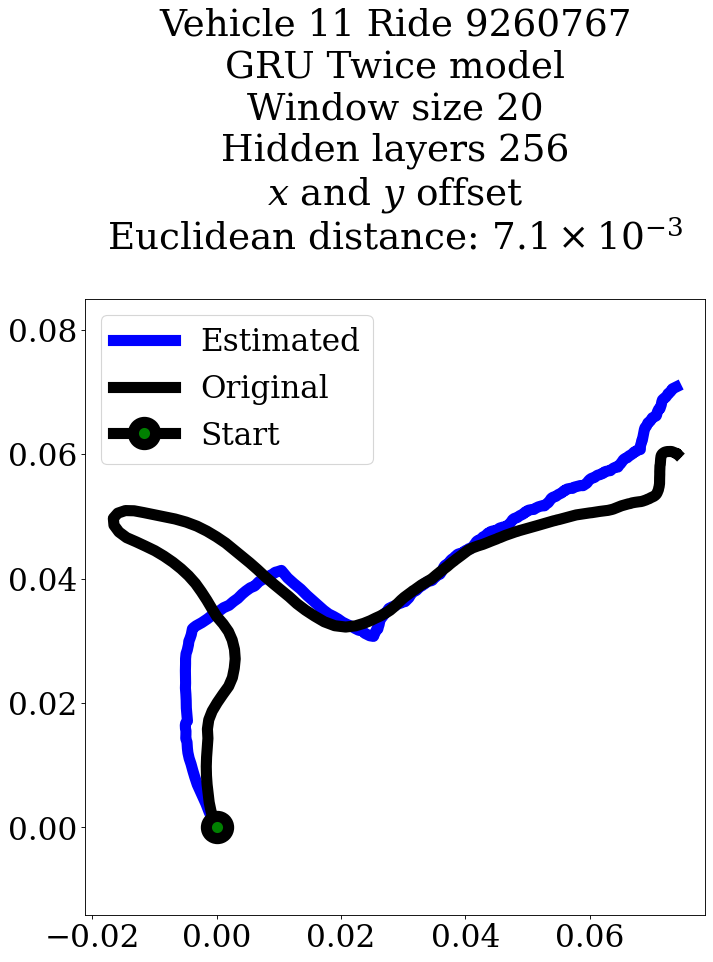 Vehicle 11 Ride 9260767
GRU Twice model
Window size 20
Hidden layers 256
x and y offset
Euclidean distance: 7.1 × 10⁻³
Estimated
Original
Start
0.08
0.06
0.04
0.02
0.00
−0.02 0.00 0.02 0.04 0.06